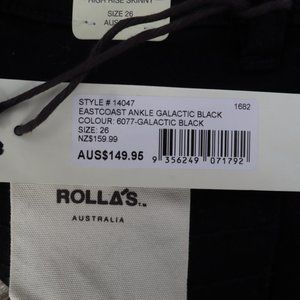 HIGH RISE SKINNY
SIZE 26
STYLE # 14047
1682
EASTCOAST ANKLE GALACTIC BLACK
COLOUR: 6077-GALACTIC BLACK
SIZE: 26
NZ$159.99
AUS$149.95
9 356249 071792
ROLLA'S
AUSTRALIA